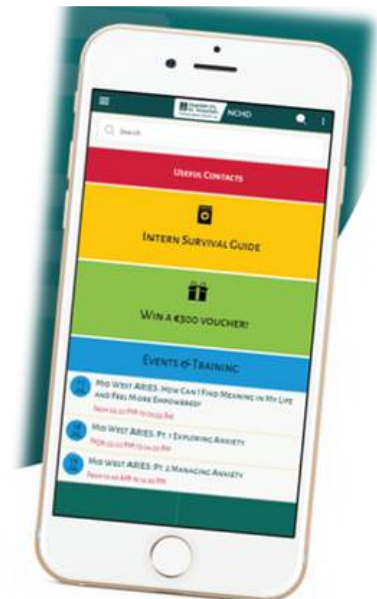 NCHD
Search
Useful Contacts
Intern Survival Guide
Win a €300 voucher!
Events & Training
Mid West ARIES: How Can I Find Meaning in My Life
and Feel More Empowered?
Mid West ARIES: Pt 1 Exploring Anxiety
Mid West ARIES: Pt 2 Managing Anxiety